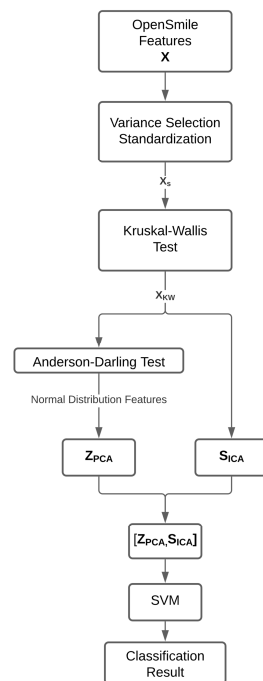 OpenSmile
Features
X
Variance Selection
Standardization
Xs
Kruskal-Wallis
Test
XKW
Anderson-Darling Test
Normal Distribution Features
ZPCA
SICA
[ZPCA,SICA]
SVM
Classification
Result